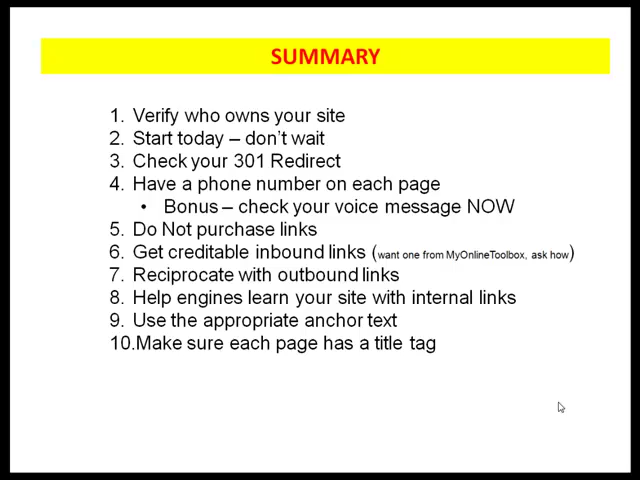 SUMMARY
1. Verify who owns your site
2. Start today – don't wait
3. Check your 301 Redirect
4. Have a phone number on each page
• Bonus – check your voice message NOW
5. Do Not purchase links
6. Get creditable inbound links (want one from MyOnlineToolbox, ask how)
7. Reciprocate with outbound links
8. Help engines learn your site with internal links
9. Use the appropriate anchor text
10.Make sure each page has a title tag